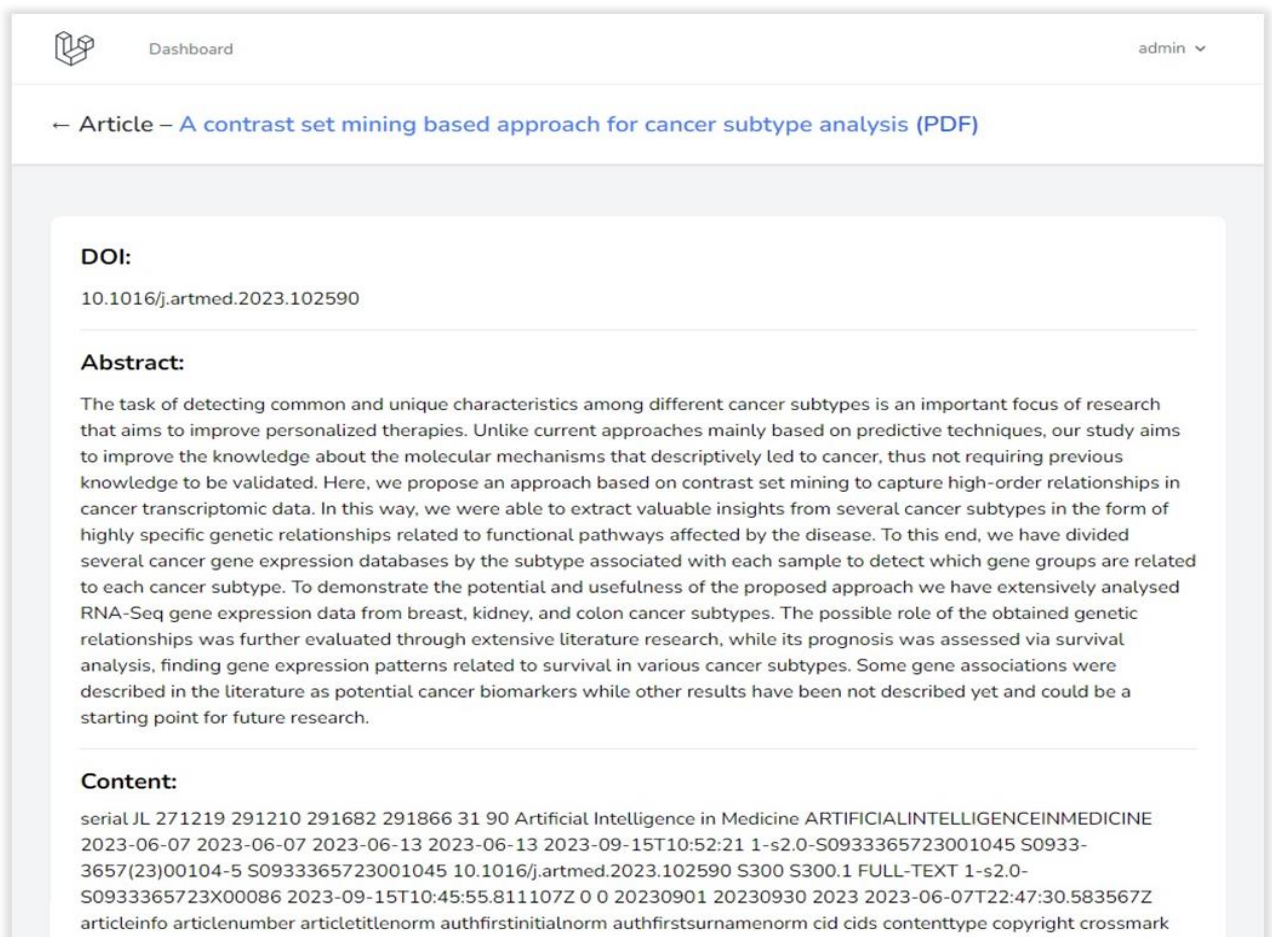 Dashboard
admin
← Article – A contrast set mining based approach for cancer subtype analysis (PDF)
DOI:
10.1016/j.artmed.2023.102590
Abstract:
The task of detecting common and unique characteristics among different cancer subtypes is an important focus of research
that aims to improve personalized therapies. Unlike current approaches mainly based on predictive techniques, our study aims
to improve the knowledge about the molecular mechanisms that descriptively led to cancer, thus not requiring previous
knowledge to be validated. Here, we propose an approach based on contrast set mining to capture high-order relationships in
cancer transcriptomic data. In this way, we were able to extract valuable insights from several cancer subtypes in the form of
highly specific genetic relationships related to functional pathways affected by the disease. To this end, we have divided
several cancer gene expression databases by the subtype associated with each sample to detect which gene groups are related
to each cancer subtype. To demonstrate the potential and usefulness of the proposed approach we have extensively analysed
RNA-Seq gene expression data from breast, kidney, and colon cancer subtypes. The possible role of the obtained genetic
relationships was further evaluated through extensive literature research, while its prognosis was assessed via survival
analysis, finding gene expression patterns related to survival in various cancer subtypes. Some gene associations were
described in the literature as potential cancer biomarkers while other results have been not described yet and could be a
starting point for future research.
Content:
serial JL 271219 291210 291682 291866 31 90 Artificial Intelligence in Medicine ARTIFICIALINTELLIGENCEINMEDICINE
2023-06-07 2023-06-07 2023-06-13 2023-06-13 2023-09-15T10:52:21 1-s2.0-S0933365723001045 S0933-
3657(23)00104-5 S0933365723001045 10.1016/j.artmed.2023.102590 S300 S300.1 FULL-TEXT 1-s2.0-
S0933365723X00086 2023-09-15T10:45:55.811107Z 0 0 20230901 20230930 2023 2023-06-07T22:47:30.583567Z
articleinfo articlenumber articletitlenorm authfirstinitialnorm authfirstsurnamenorm cid cids contenttype copyright crossmark